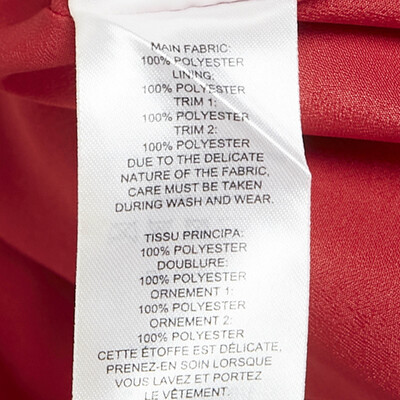 MAIN FABRIC:
100% POLYESTER
LINING:
100% POLYESTER
TRIM 1:
100% POLYESTER
TRIM 2:
100% POLYESTER
DUE TO THE DELICATE
NATURE OF THE FABRIC,
CARE MUST BE TAKEN
DURING WASH AND WEAR.
TISSU PRINCIPA:
100% POLYESTER
DOUBLURE:
100% POLYESTER
ORNEMENT 1:
100% POLYESTER
ORNEMENT 2:
100% POLYESTER
CETTE ÉTOFFE EST DÉLICATE,
PRENEZ-EN SOIN LORSQUE
VOUS LAVEZ ET PORTEZ
LE VÊTEMENT.